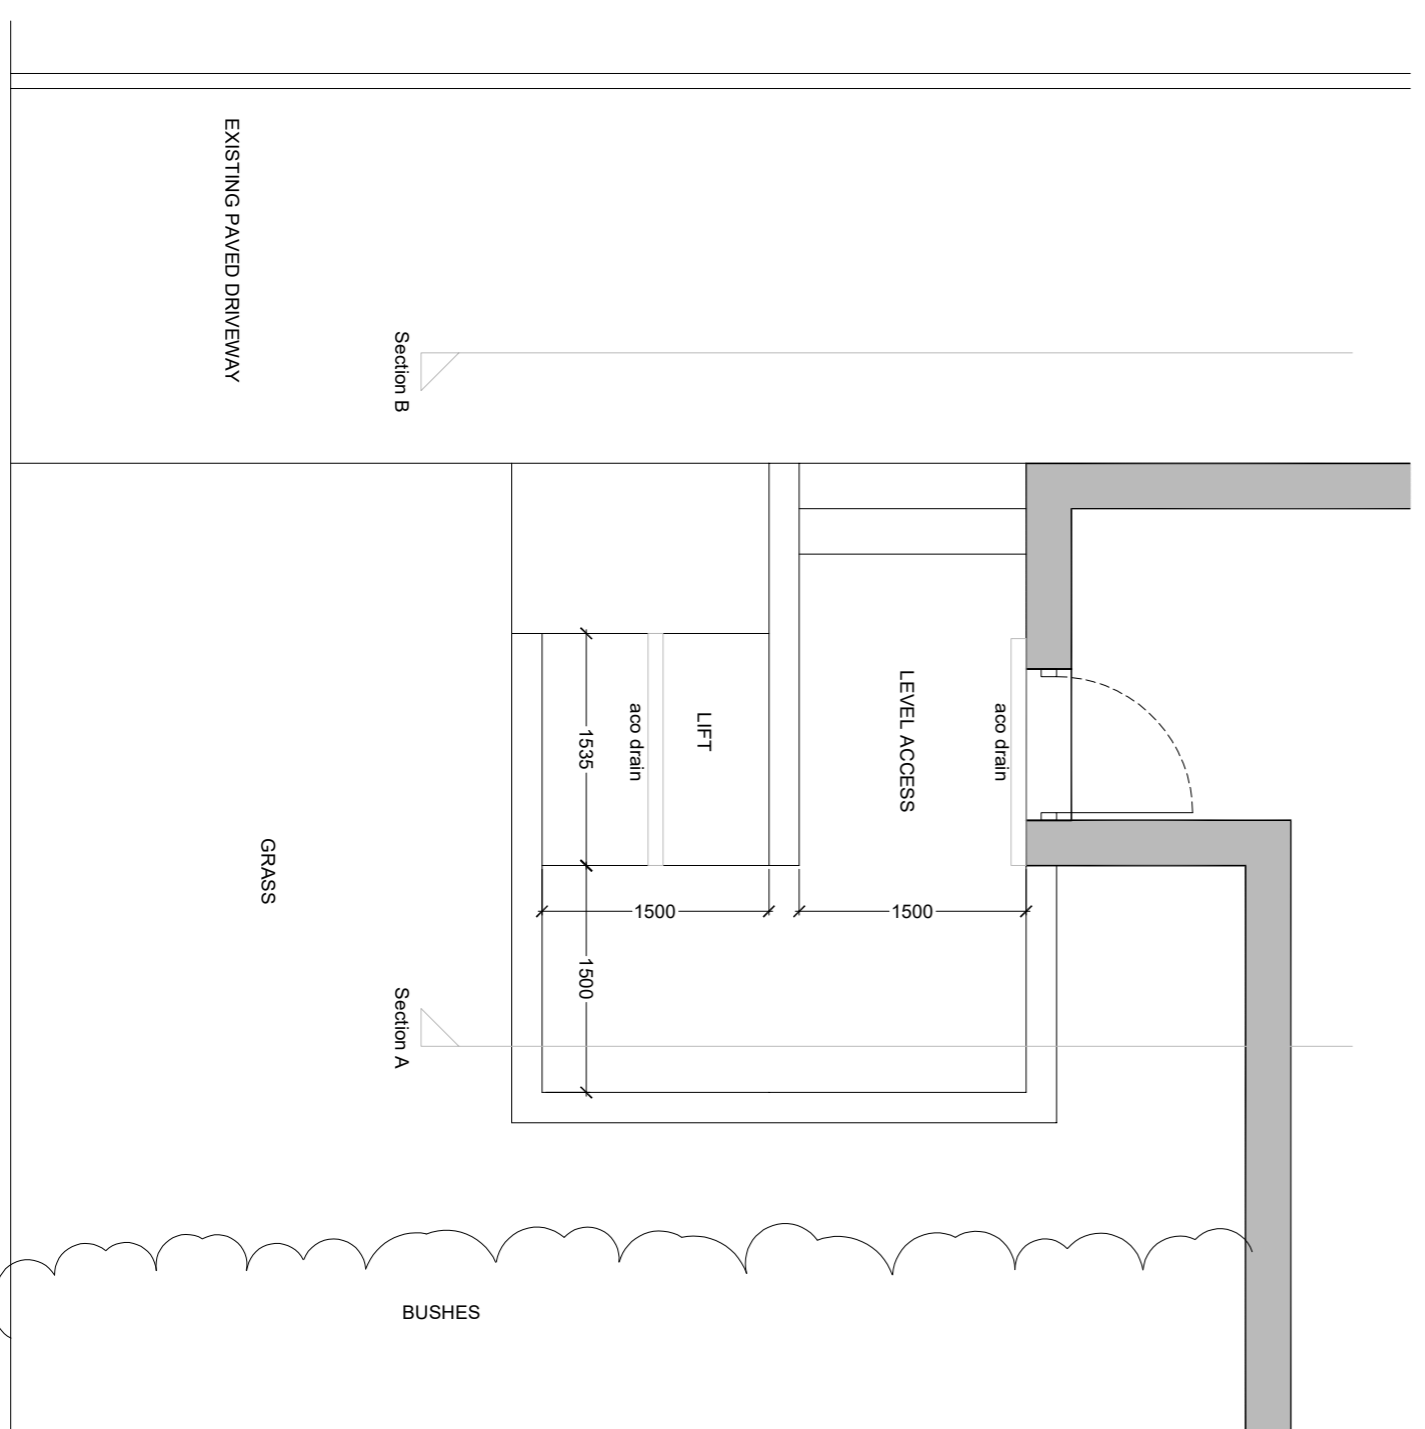 EXISTING PAVED DRIVEWAY
Section B
LEVEL ACCESS
LIFT
aco drain
aco drain
1535
GRASS
1500
1500
1500
Section A
BUSHES